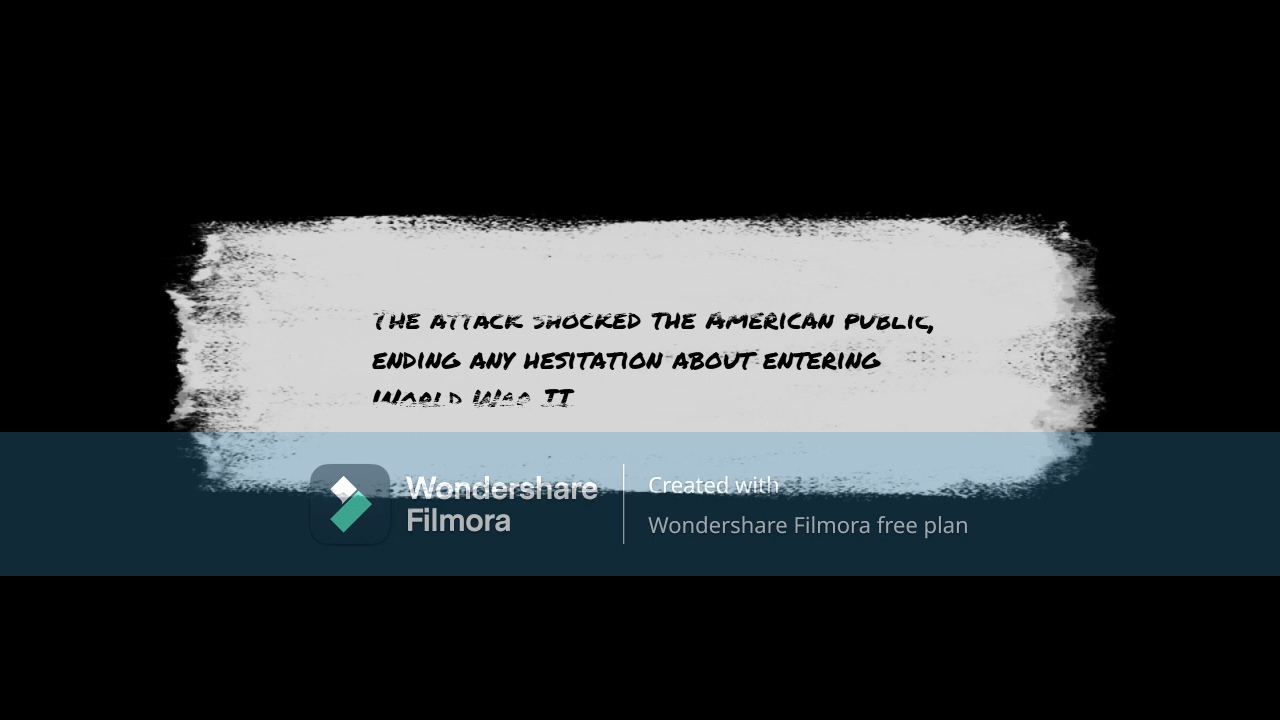 The attack shocked the American public,
ending any hesitation about entering
World War II
Wondershare
Filmora
Created with
Wondershare Filmora free plan